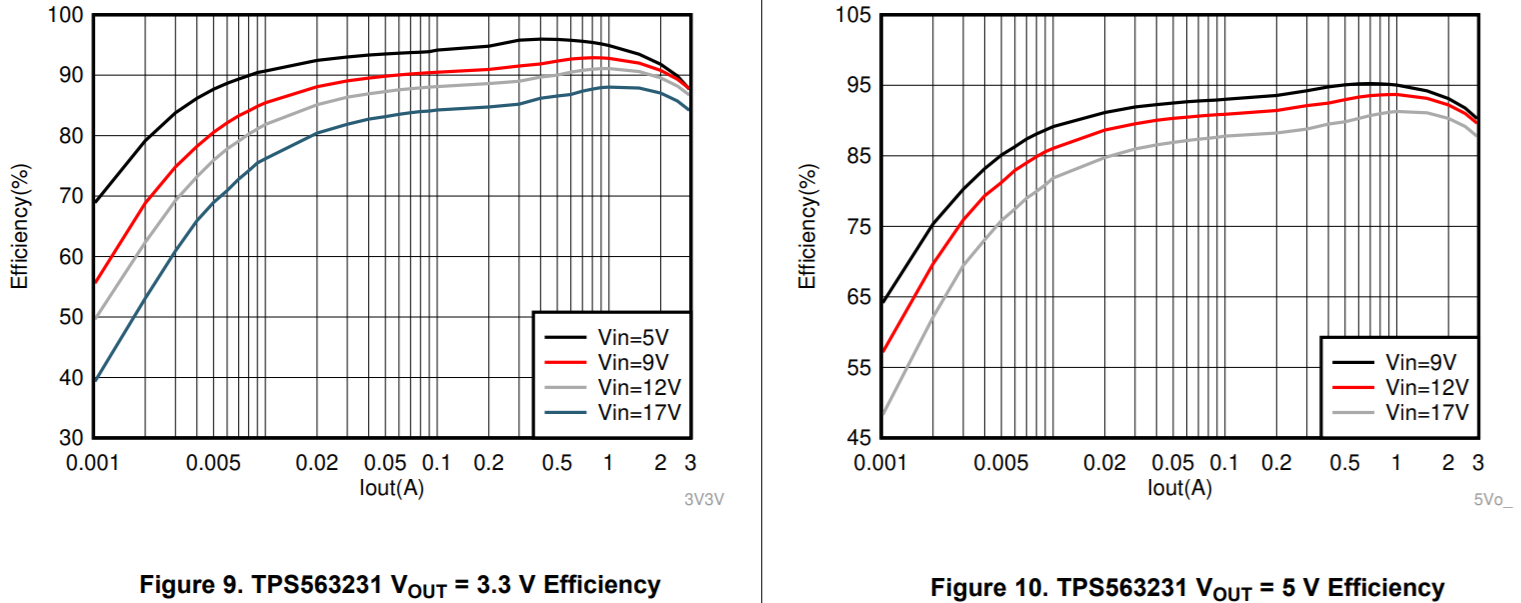 100
90
80
70
60
50
40
30
Efficiency(%)
Vin=5V
Vin=9V
Vin=12V
Vin=17V
0.001 0.005 0.02 0.05 0.1 0.2 0.5 1 2 3
Iout(A)
3V3V
Figure 9. TPS563231 VOUT = 3.3 V Efficiency
105
95
85
75
65
55
45
Efficiency(%)
Vin=9V
Vin=12V
Vin=17V
0.001 0.005 0.02 0.05 0.1 0.2 0.5 1 2 3
Iout(A)
5Vo_
Figure 10. TPS563231 VOUT = 5 V Efficiency